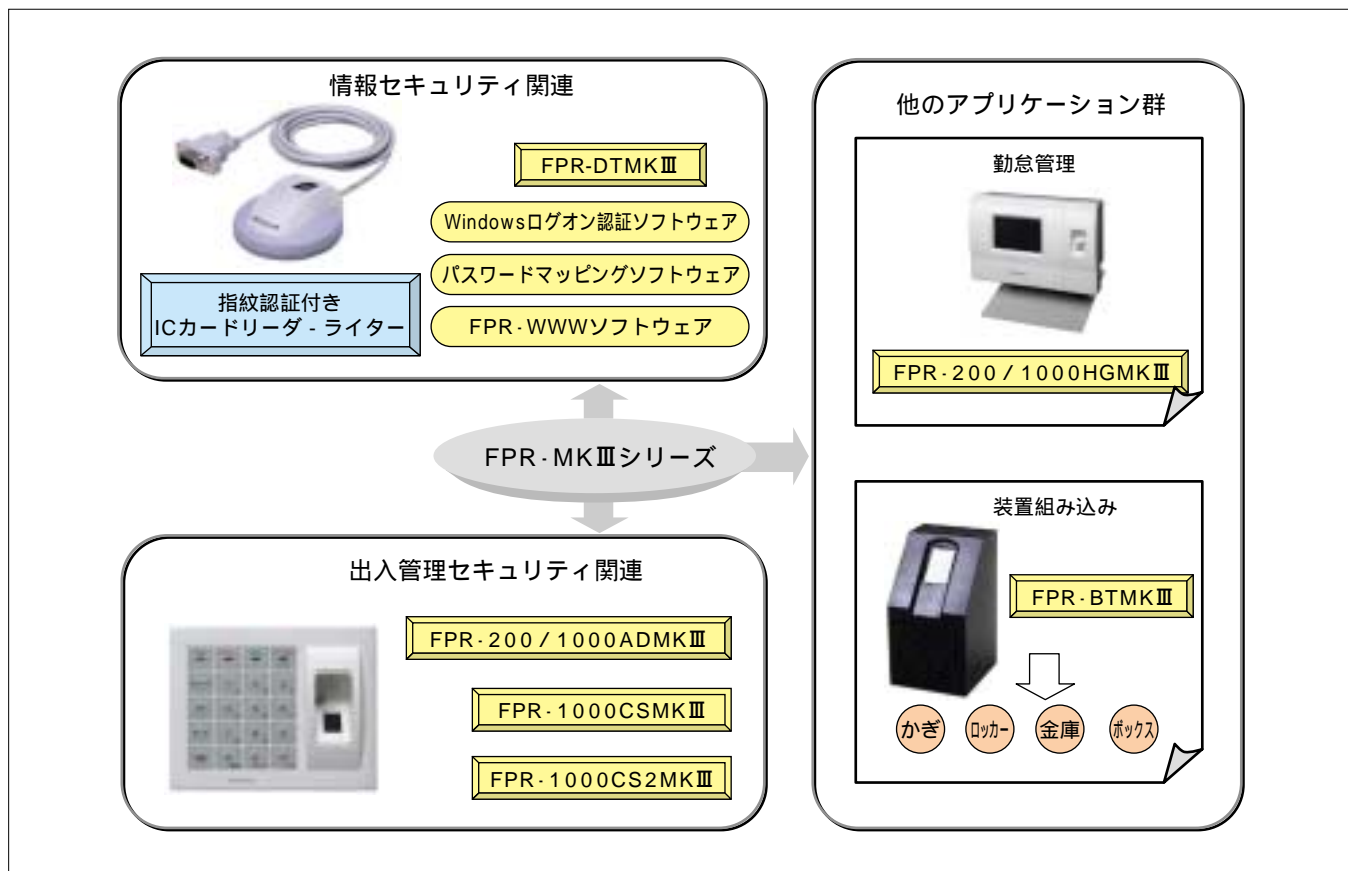 情報セキュリティ関連
FPR-DTMKⅢ
Windowsログオン認証ソフトウェア
パスワードマッピングソフトウェア
FPR-WWWソフトウェア
指紋認証付き
ICカードリーダ-ライター
FPR-MKⅢシリーズ
出入管理セキュリティ関連
FPR-200/1000ADMKⅢ
FPR-1000CSMKⅢ
FPR-1000CS2MKⅢ
他のアプリケーション群
勤怠管理
FPR-200/1000HGMKⅢ
装置組み込み
FPR-BTMKⅢ
かぎ ロッカー 金庫 ボックス